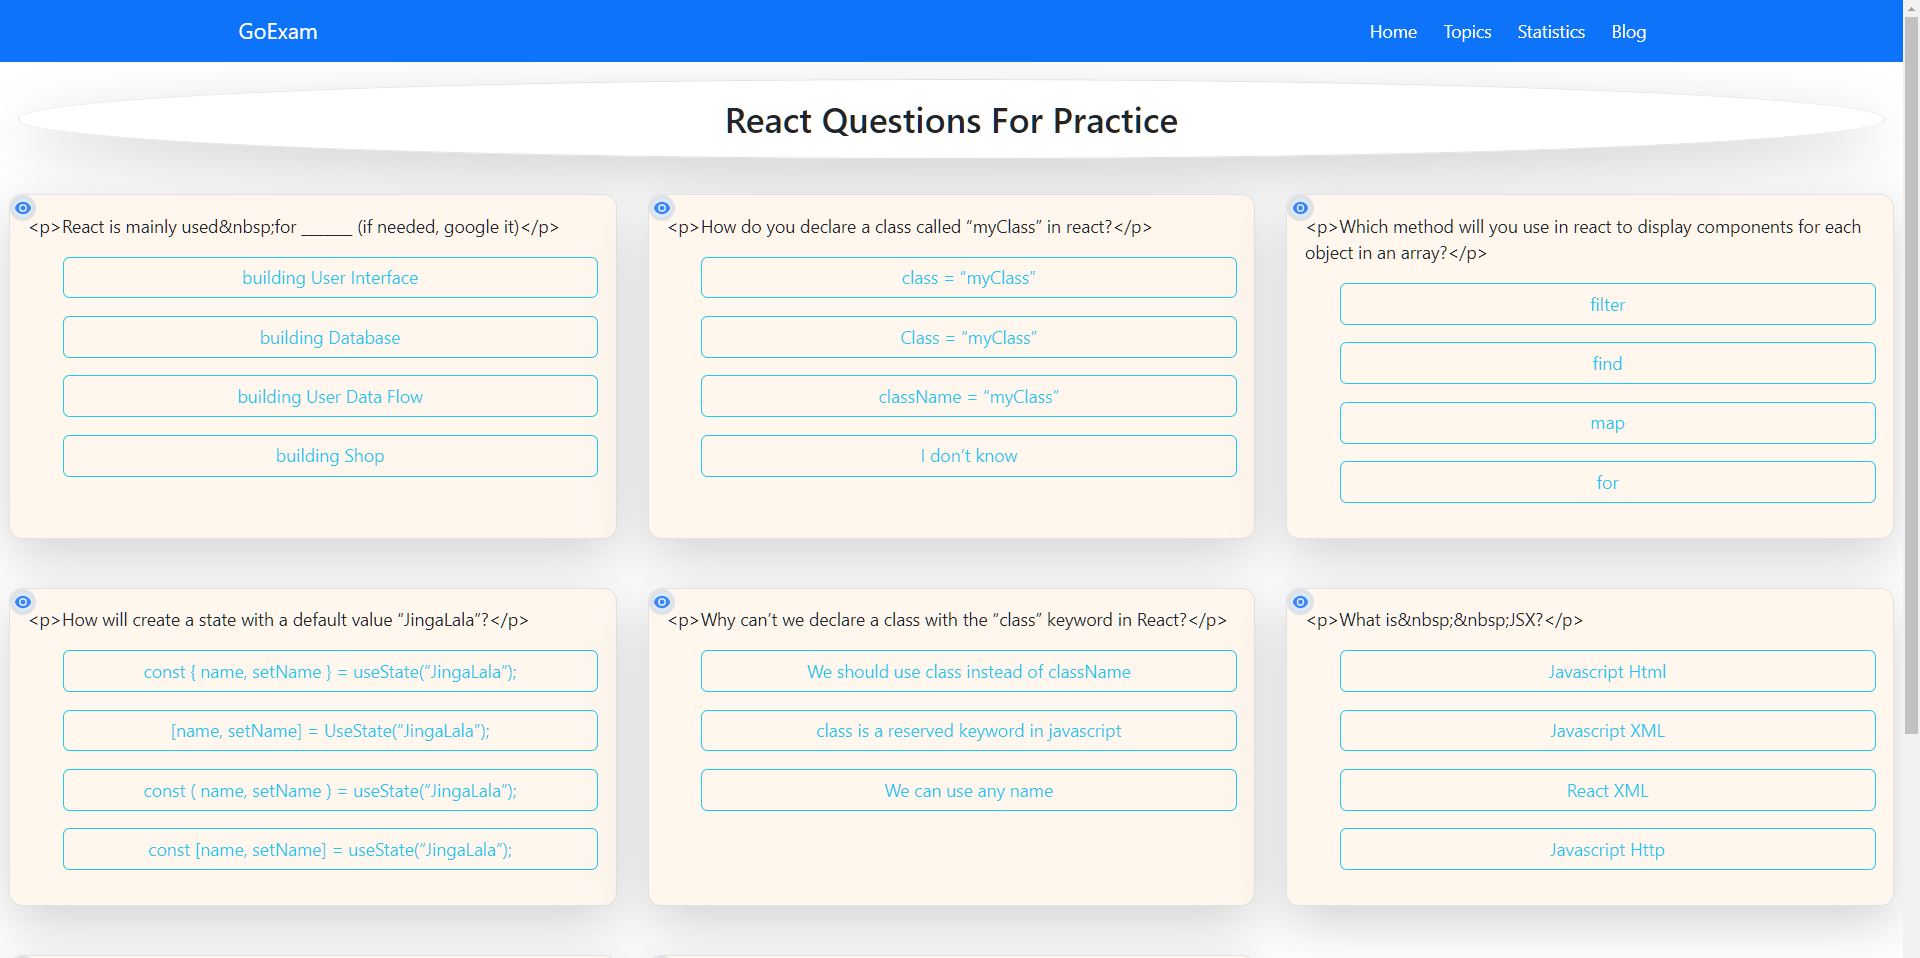 GoExam
Home Topics Statistics Blog
React Questions For Practice
<p>React is mainly used&nbsp;for ______ (if needed, google it)</p>
building User Interface
building Database
building User Data Flow
building Shop
<p>How do you declare a class called “myClass” in react?</p>
class = “myClass”
Class = “myClass”
className = “myClass”
I don’t know
<p>Which method will you use in react to display components for each
object in an array?</p>
filter
find
map
for
<p>How will create a state with a default value “JingaLala”?</p>
const { name, setName } = useState(“JingaLala”);
[name, setName] = UseState(“JingaLala”);
const ( name, setName ) = useState(“JingaLala”);
const [name, setName] = useState(“JingaLala”);
<p>Why can’t we declare a class with the “class” keyword in React?</p>
We should use class instead of className
class is a reserved keyword in javascript
We can use any name
<p>What is&nbsp;&nbsp;JSX?</p>
Javascript Html
Javascript XML
React XML
Javascript Http